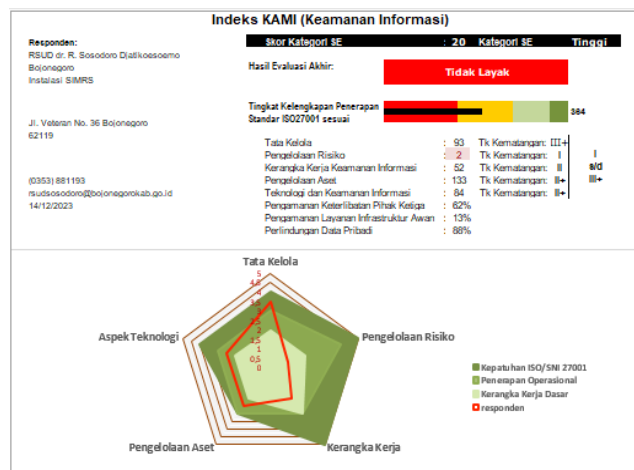 Indeks KAMI (Keamanan Informasi)
Responden:
RSUD dr. R. Sosodoro Djatikoesoemo
Bojonegoro
Instalasi SIMRS
Jl. Veteran No. 36 Bojonegoro
62119
(0353) 881193
rsudsosodoro@bojonegorokab.go.id
14/12/2023
Skor Kategori SE : 20 Kategori SE Tinggi
Hasil Evaluasi Akhir: Tidak Layak
Tingkat Kelengkapan Penerapan
Standar ISO27001 sesuai 364
Tata Kelola : 93 Tk Kematangan: III+
Pengelolaan Risiko : 2 Tk Kematangan: I I
Kerangka Kerja Keamanan Informasi : 52 Tk Kematangan: II s/d
Pengelolaan Aset : 133 Tk Kematangan: II+ III+
Teknologi dan Keamanan Informasi : 84 Tk Kematangan: II+
Pengamanan Keterlibatan Pihak Ketiga : 62%
Pengamanan Layanan Infrastruktur Awan : 13%
Perlindungan Data Pribadi : 88%
Tata Kelola
5
4,5
4
3,5
3
2,5
2
1,5
1
0,5
0
Aspek Teknologi
Pengelolaan Risiko
Pengelolaan Aset
Kerangka Kerja
Kepatuhan ISO/SNI 27001
Penerapan Operasional
Kerangka Kerja Dasar
responden